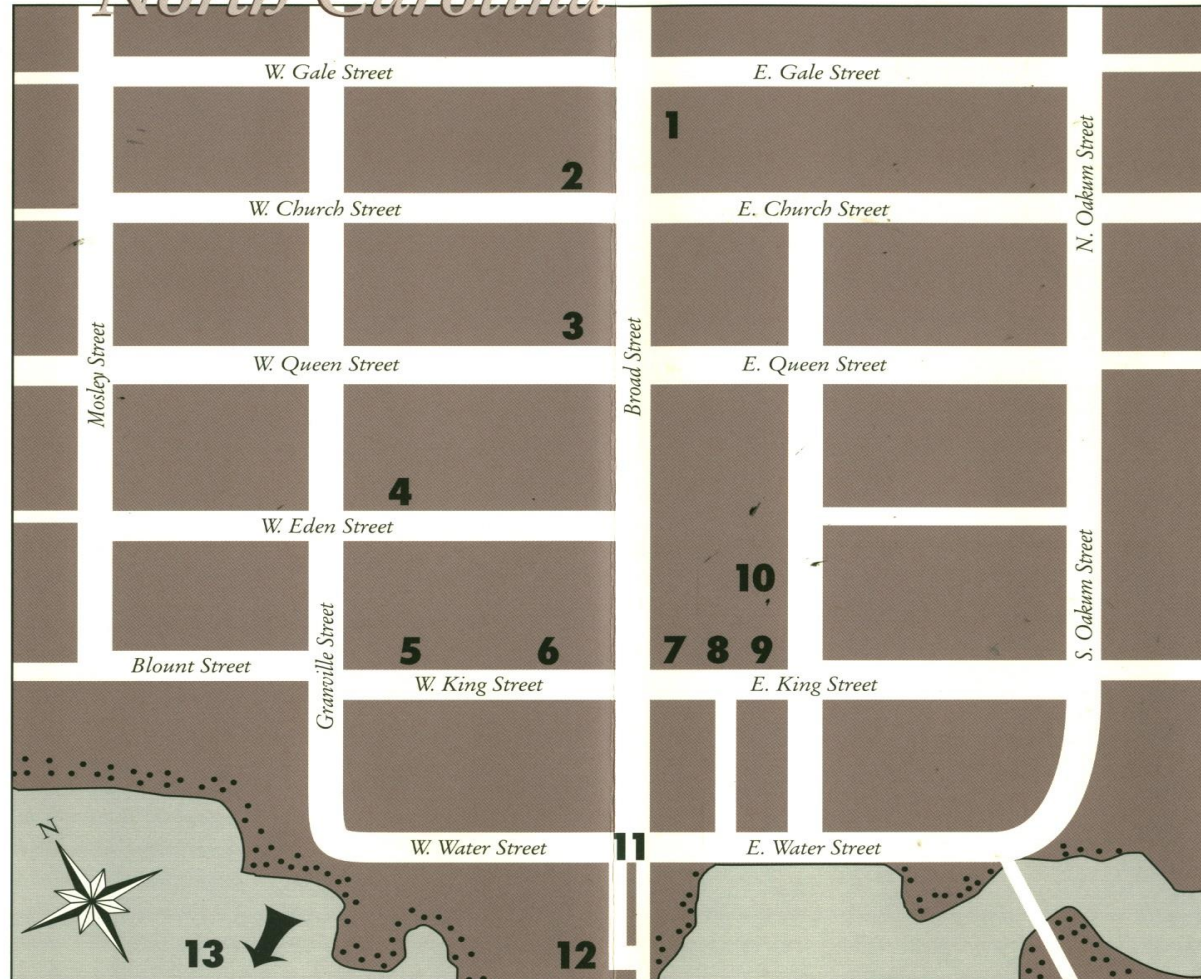 North Carolina
W. Gale Street
E. Gale Street
1
2
N. Oakum Street
W. Church Street
E. Church Street
3
Mosley Street
Broad Street
W. Queen Street
E. Queen Street
4
W. Eden Street
S. Oakum Street
10
5
6
7
8
9
Blount Street
Granville Street
W. King Street
E. King Street
N
11
W. Water Street
E. Water Street
13
12